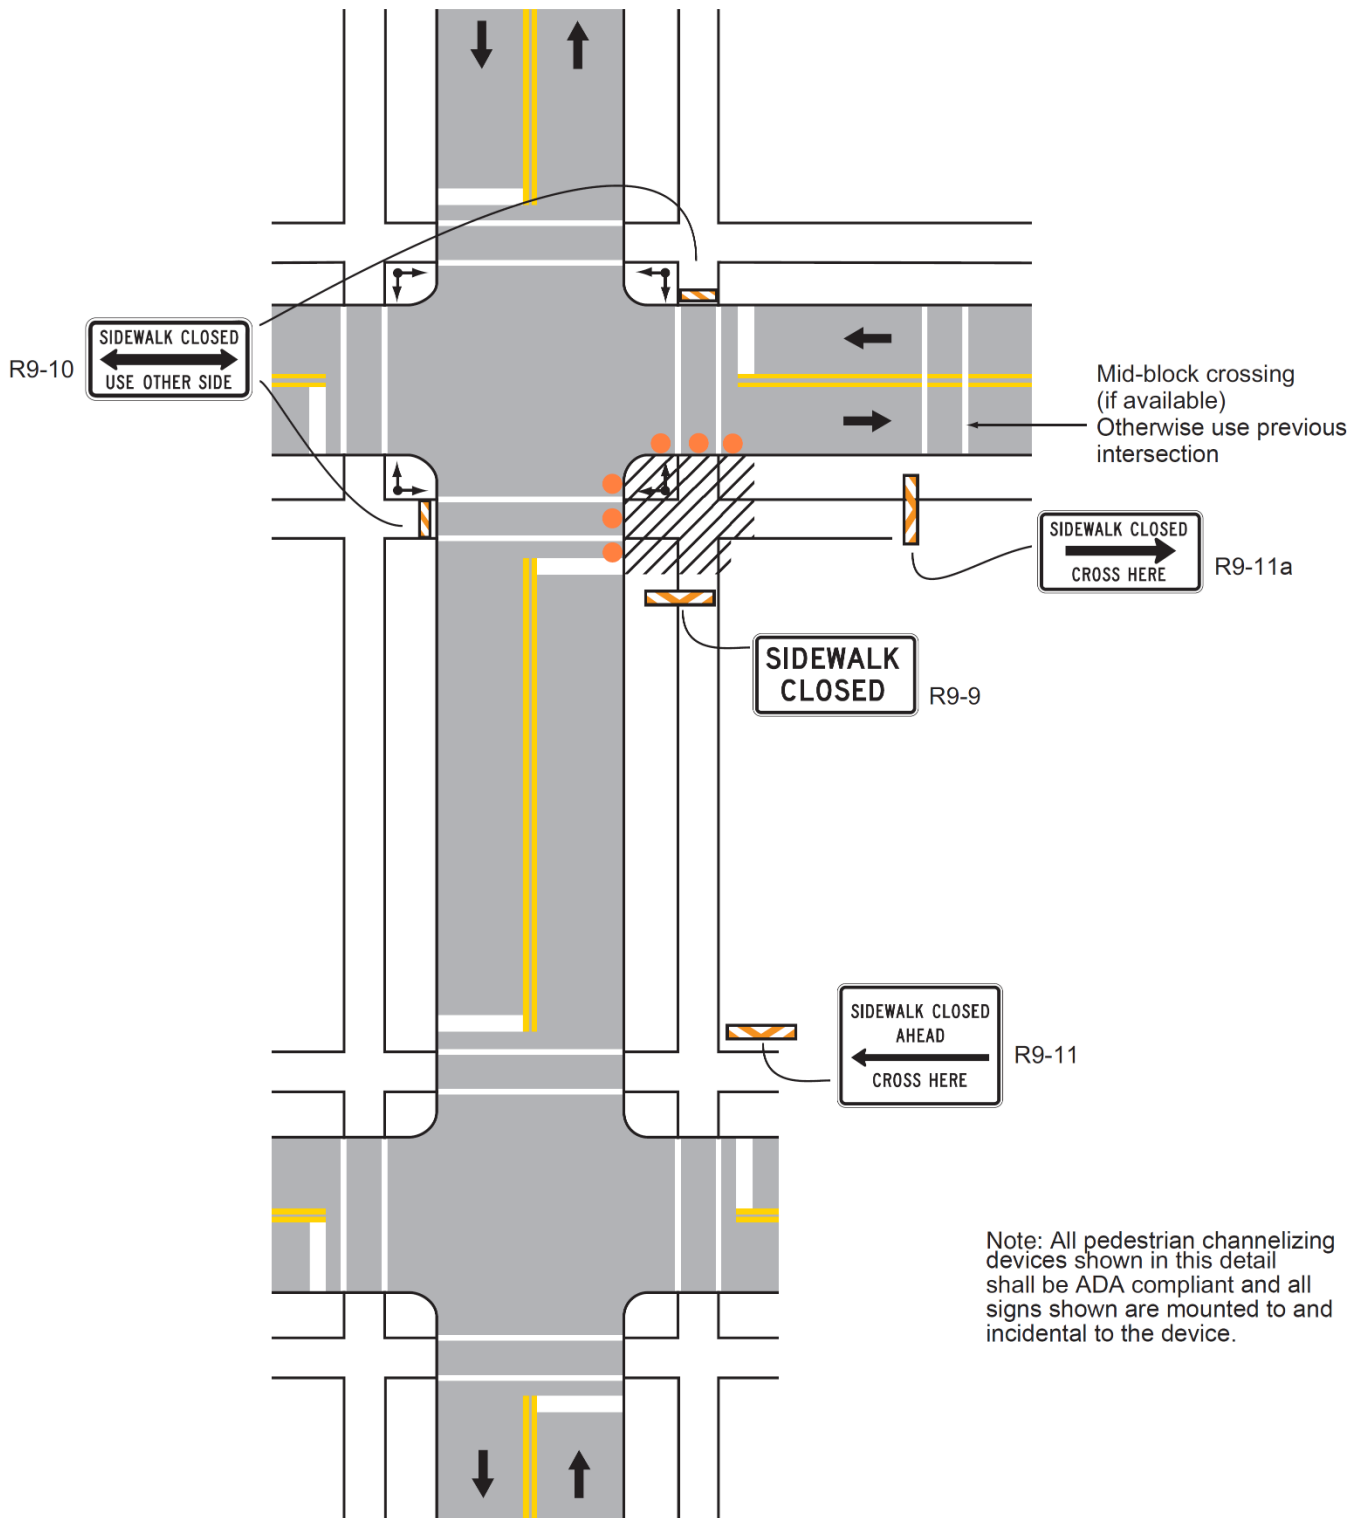 SIDEWALK CLOSED
USE OTHER SIDE
R9-10
Mid-block crossing
(if available)
Otherwise use previous
intersection
SIDEWALK CLOSED
CROSS HERE
R9-11a
SIDEWALK
CLOSED
R9-9
SIDEWALK CLOSED
AHEAD
CROSS HERE
R9-11
Note: All pedestrian channelizing
devices shown in this detail
shall be ADA compliant and all
signs shown are mounted to and
incidental to the device.